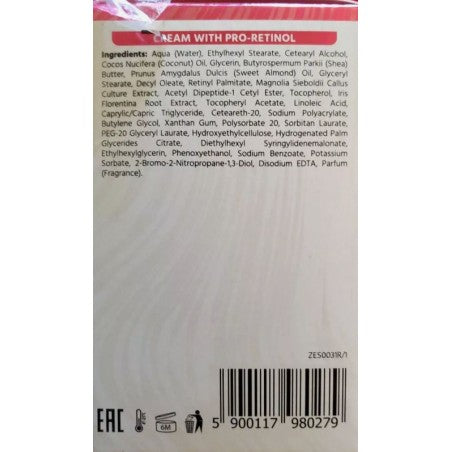 CREAM WITH PRO-RETINOL
Ingredients: Aqua (Water), Ethylhexyl Stearate, Cetearyl Alcohol,
Cocos Nucifera (Coconut) Oil, Glycerin, Butyrospermum Parkii (Shea)
Butter, Prunus Amygdalus Dulcis (Sweet Almond) Oil, Glyceryl
Stearate, Decyl Oleate, Retinyl Palmitate, Magnolia Sieboldii Callus
Culture Extract, Acetyl Dipeptide-1 Cetyl Ester, Tocopherol, Iris
Florentina Root Extract, Tocopheryl Acetate, Linoleic Acid,
Caprylic/Capric Triglyceride, Ceteareth-20, Sodium Polyacrylate,
Butylene Glycol, Xanthan Gum, Polysorbate 20, Sorbitan Laurate,
PEG-20 Glyceryl Laurate, Hydroxyethylcellulose, Hydrogenated Palm
Glycerides Citrate, Diethylhexyl Syringylidenemalonate,
Ethylhexylglycerin, Phenoxyethanol, Sodium Benzoate, Potassium
Sorbate, 2-Bromo-2-Nitropropane-1,3-Diol, Disodium EDTA, Parfum
(Fragrance).
ZES0031R/1
EAC
6M
5 900117 980279